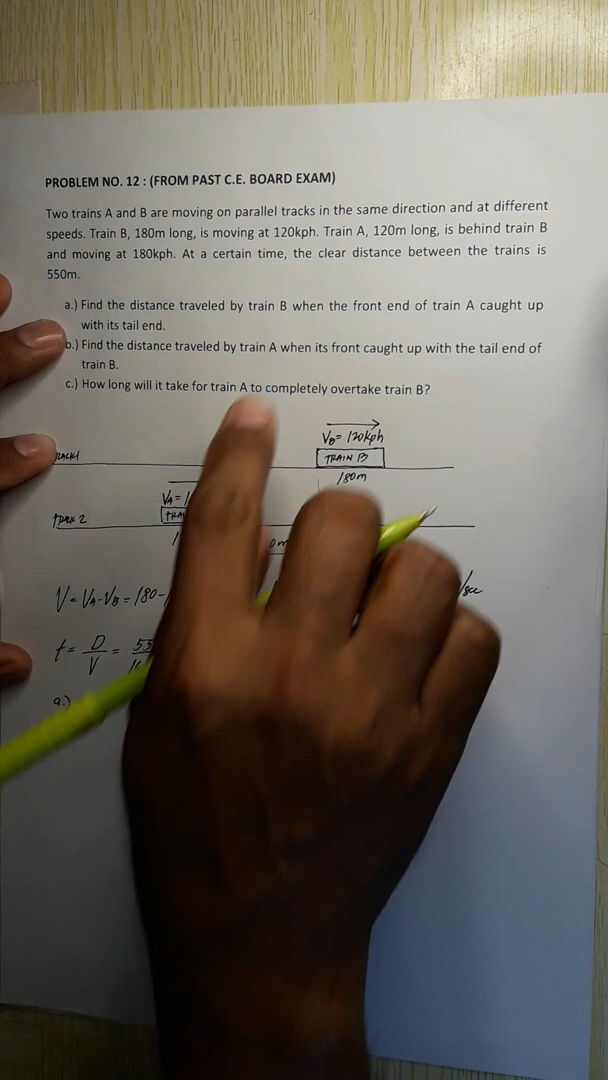 PROBLEM NO. 12 : (FROM PAST C.E. BOARD EXAM)
Two trains A and B are moving on parallel tracks in the same direction and at different
speeds. Train B, 180m long, is moving at 120kph. Train A, 120m long, is behind train B
and moving at 180kph. At a certain time, the clear distance between the trains is
550m.
a.) Find the distance traveled by train B when the front end of train A caught up
with its tail end.
b.) Find the distance traveled by train A when its front caught up with the tail end of
train B.
c.) How long will it take for train A to completely overtake train B?
VB = 120kph
TRAIN B
180m
TRACK 2
VA = 1
V = VA - VB = 180 -
t = D/V = 55
a.)